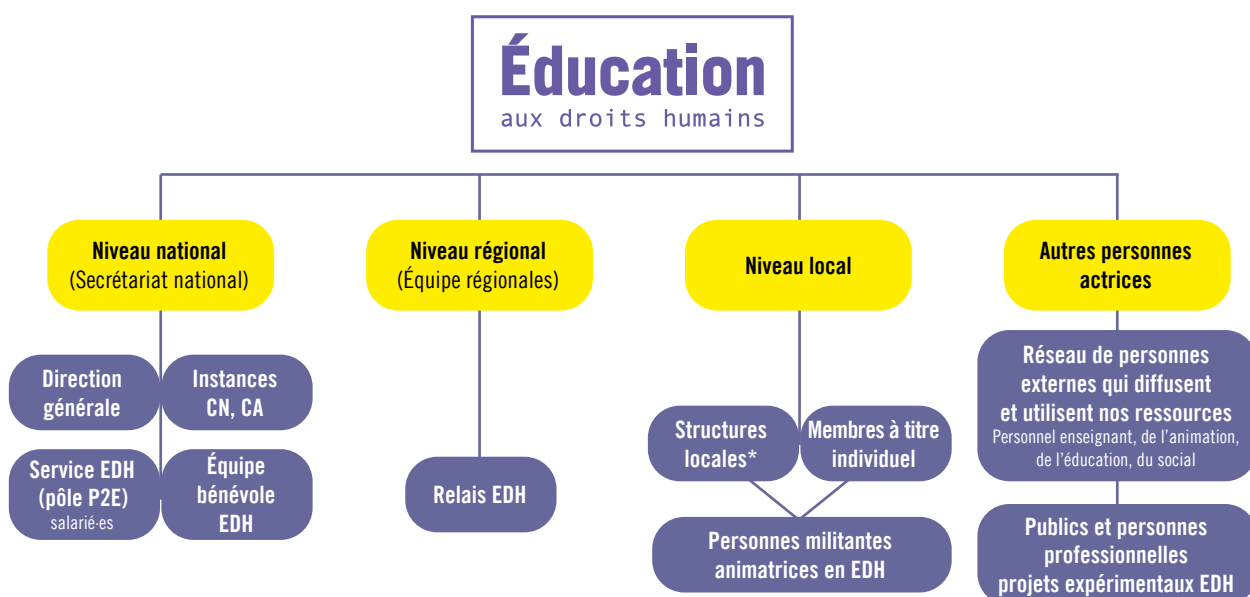 Éducation
aux droits humains
Niveau national
(Secrétariat national)
Direction
générale
Instances
CN, CA
Service EDH
(pôle P2E)
salarié·es
Équipe
bénévole
EDH
Niveau régional
(Équipe régionales)
Relais EDH
Niveau local
Structures
locales*
Membres à titre
individuel
Personnes militantes
animatrices en EDH
Autres personnes
actrices
Réseau de personnes
externes qui diffusent
et utilisent nos ressources
Personnel enseignant, de l’animation,
de l’éducation, du social
Publics et personnes
professionnelles
projets expérimentaux EDH